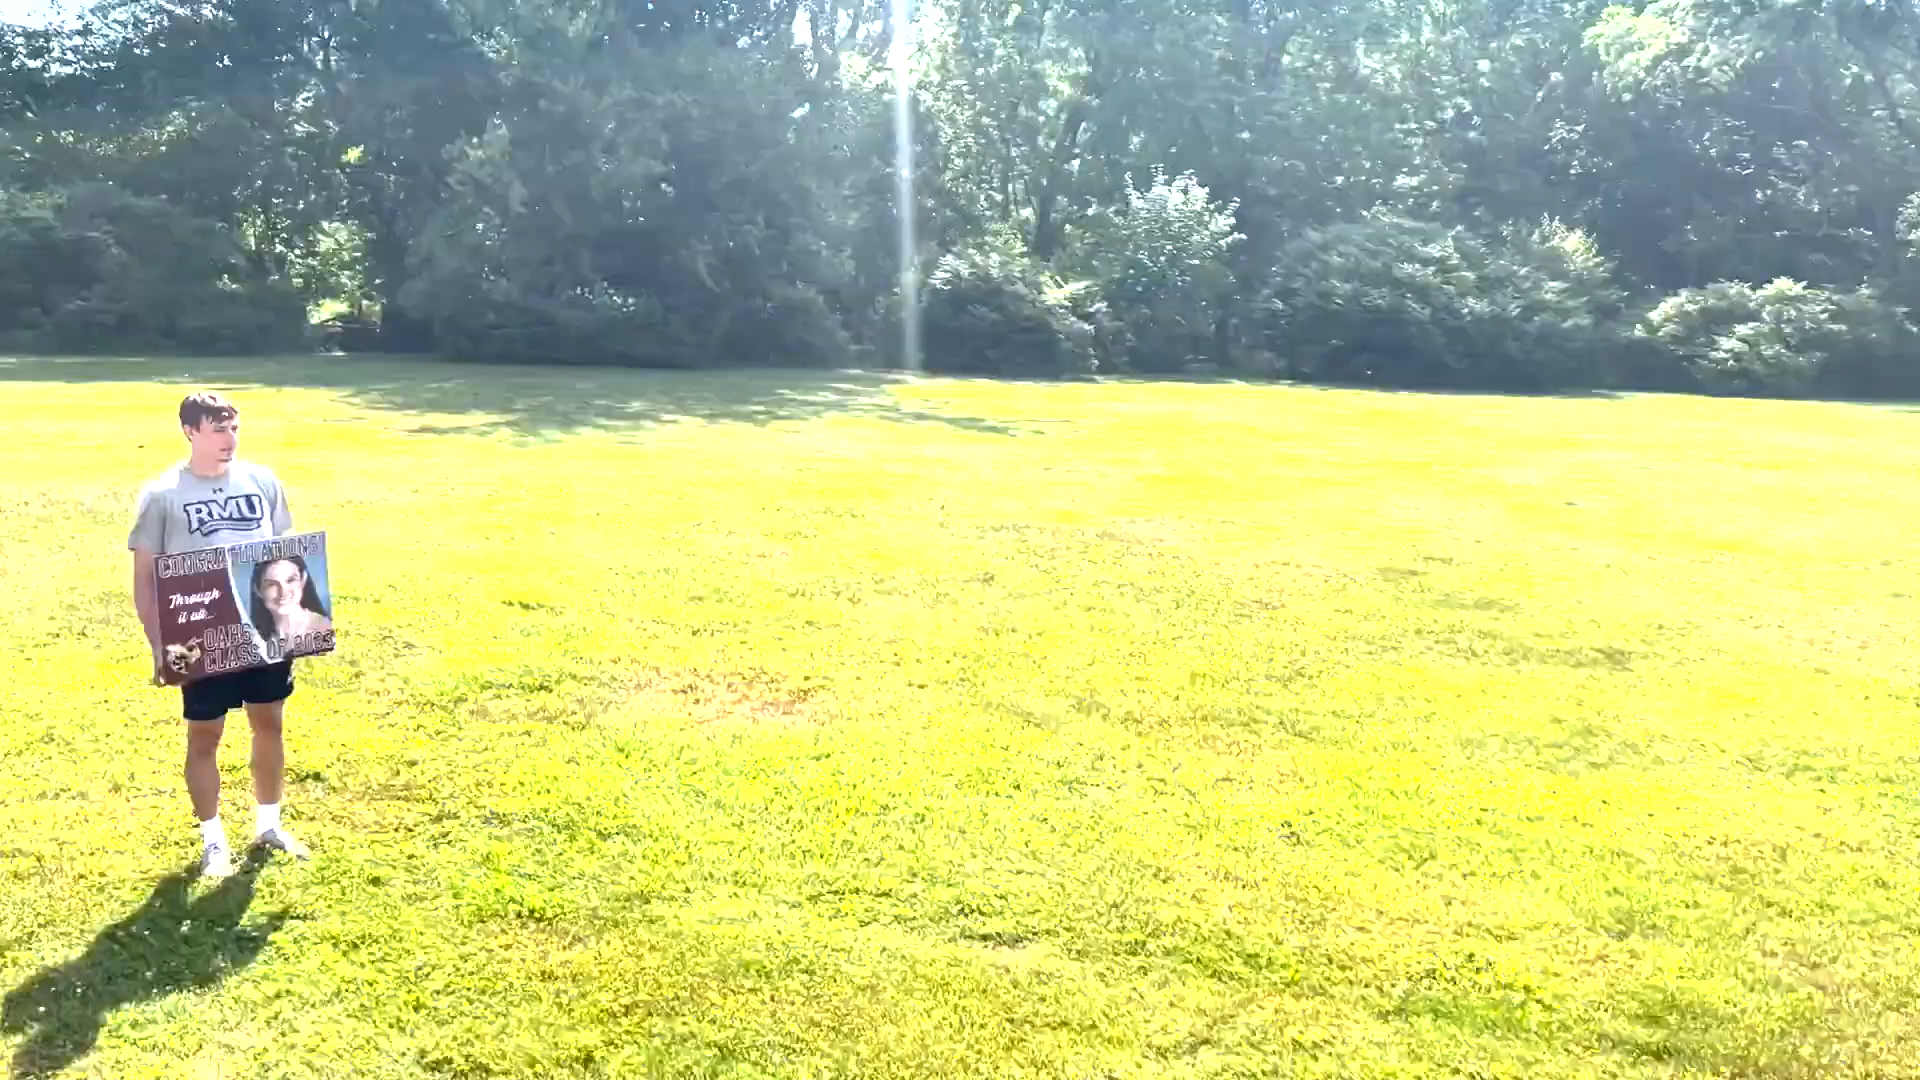 RMU
CONGRATULATIONS!
Through
it all...
OAHS
CLASS OF 2023